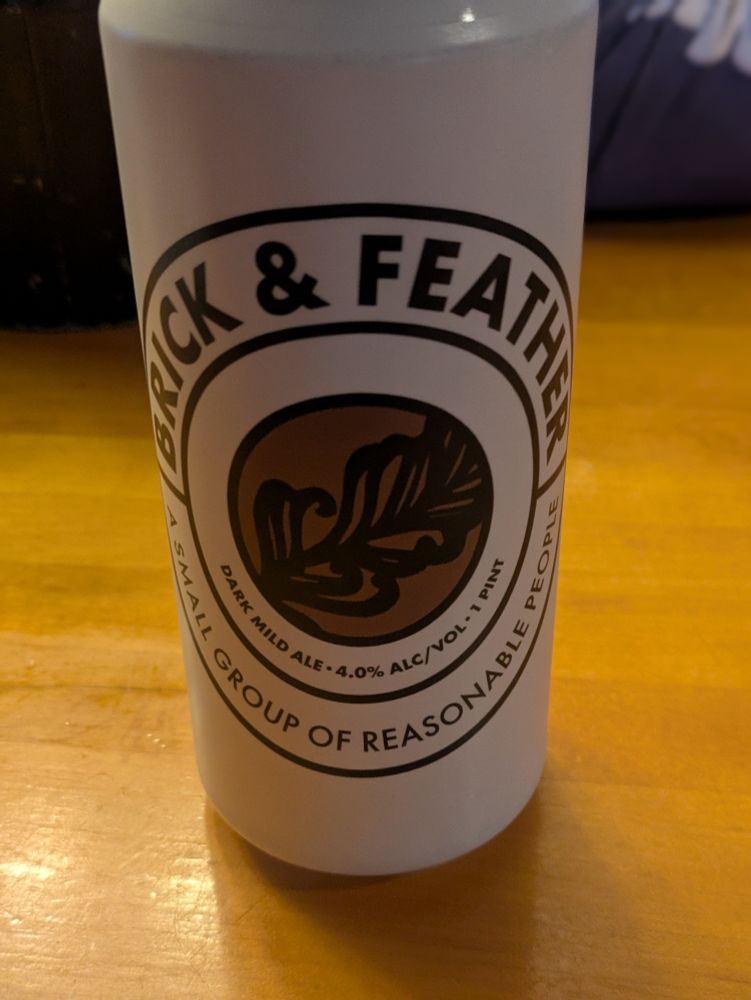 BRICK & FEATHER
DARK MILD ALE • 4.0% ALC/VOL • 1 PINT
A SMALL GROUP OF REASONABLE PEOPLE